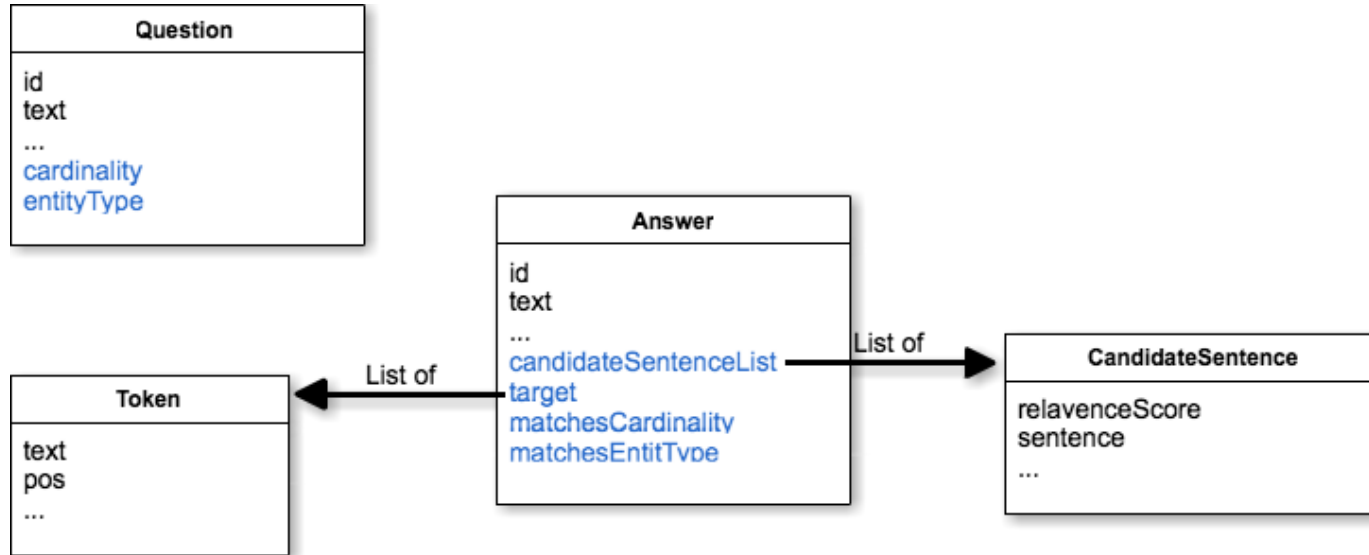 Question
id
text
...
cardinality
entityType
Answer
id
text
...
candidateSentenceList
target
matchesCardinality
matchesEntitType
List of
List of
Token
text
pos
...
CandidateSentence
relavenceScore
sentence
...